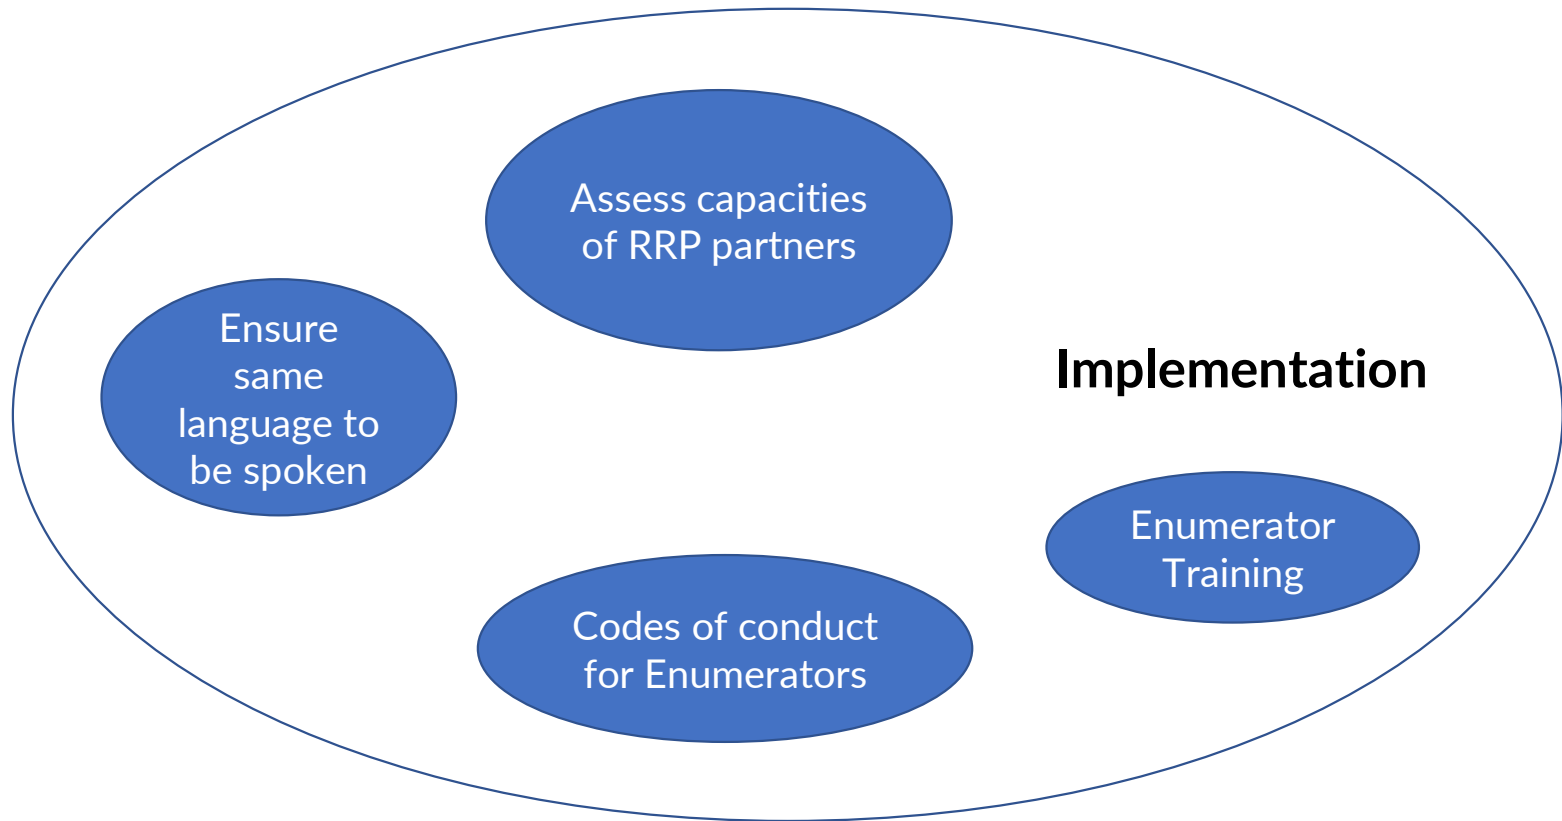 Assess capacities
of RRP partners
Ensure
same
language to
be spoken
Implementation
Enumerator
Training
Codes of conduct
for Enumerators